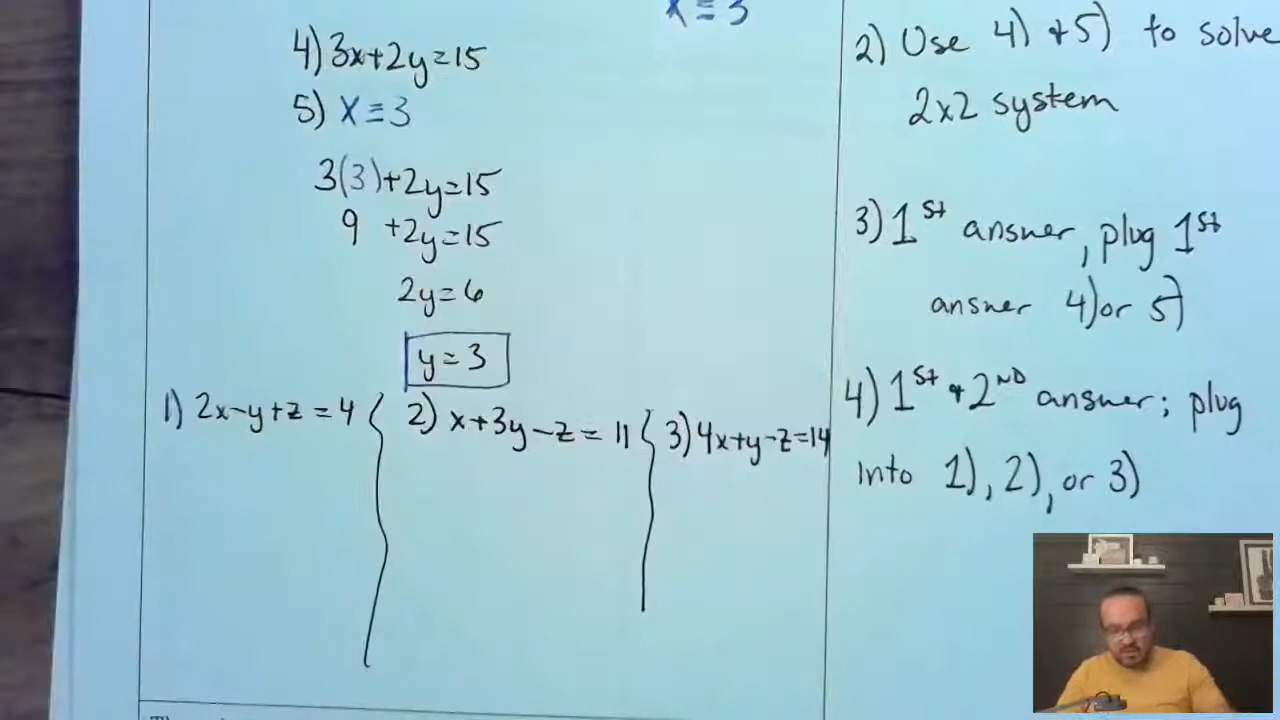 x = 3
4) 3x+2y=15
5) x = 3
3(3)+2y=15
9 +2y=15
2y=6
y = 3
1) 2x-y+z = 4
2) x+3y-z = 11
3) 4x+y-z=14
2) Use 4) + 5) to solve
2x2 system
3) 1st answer, plug 1st
answer 4) or 5)
4) 1st + 2ND answer; plug
into 1), 2), or 3)